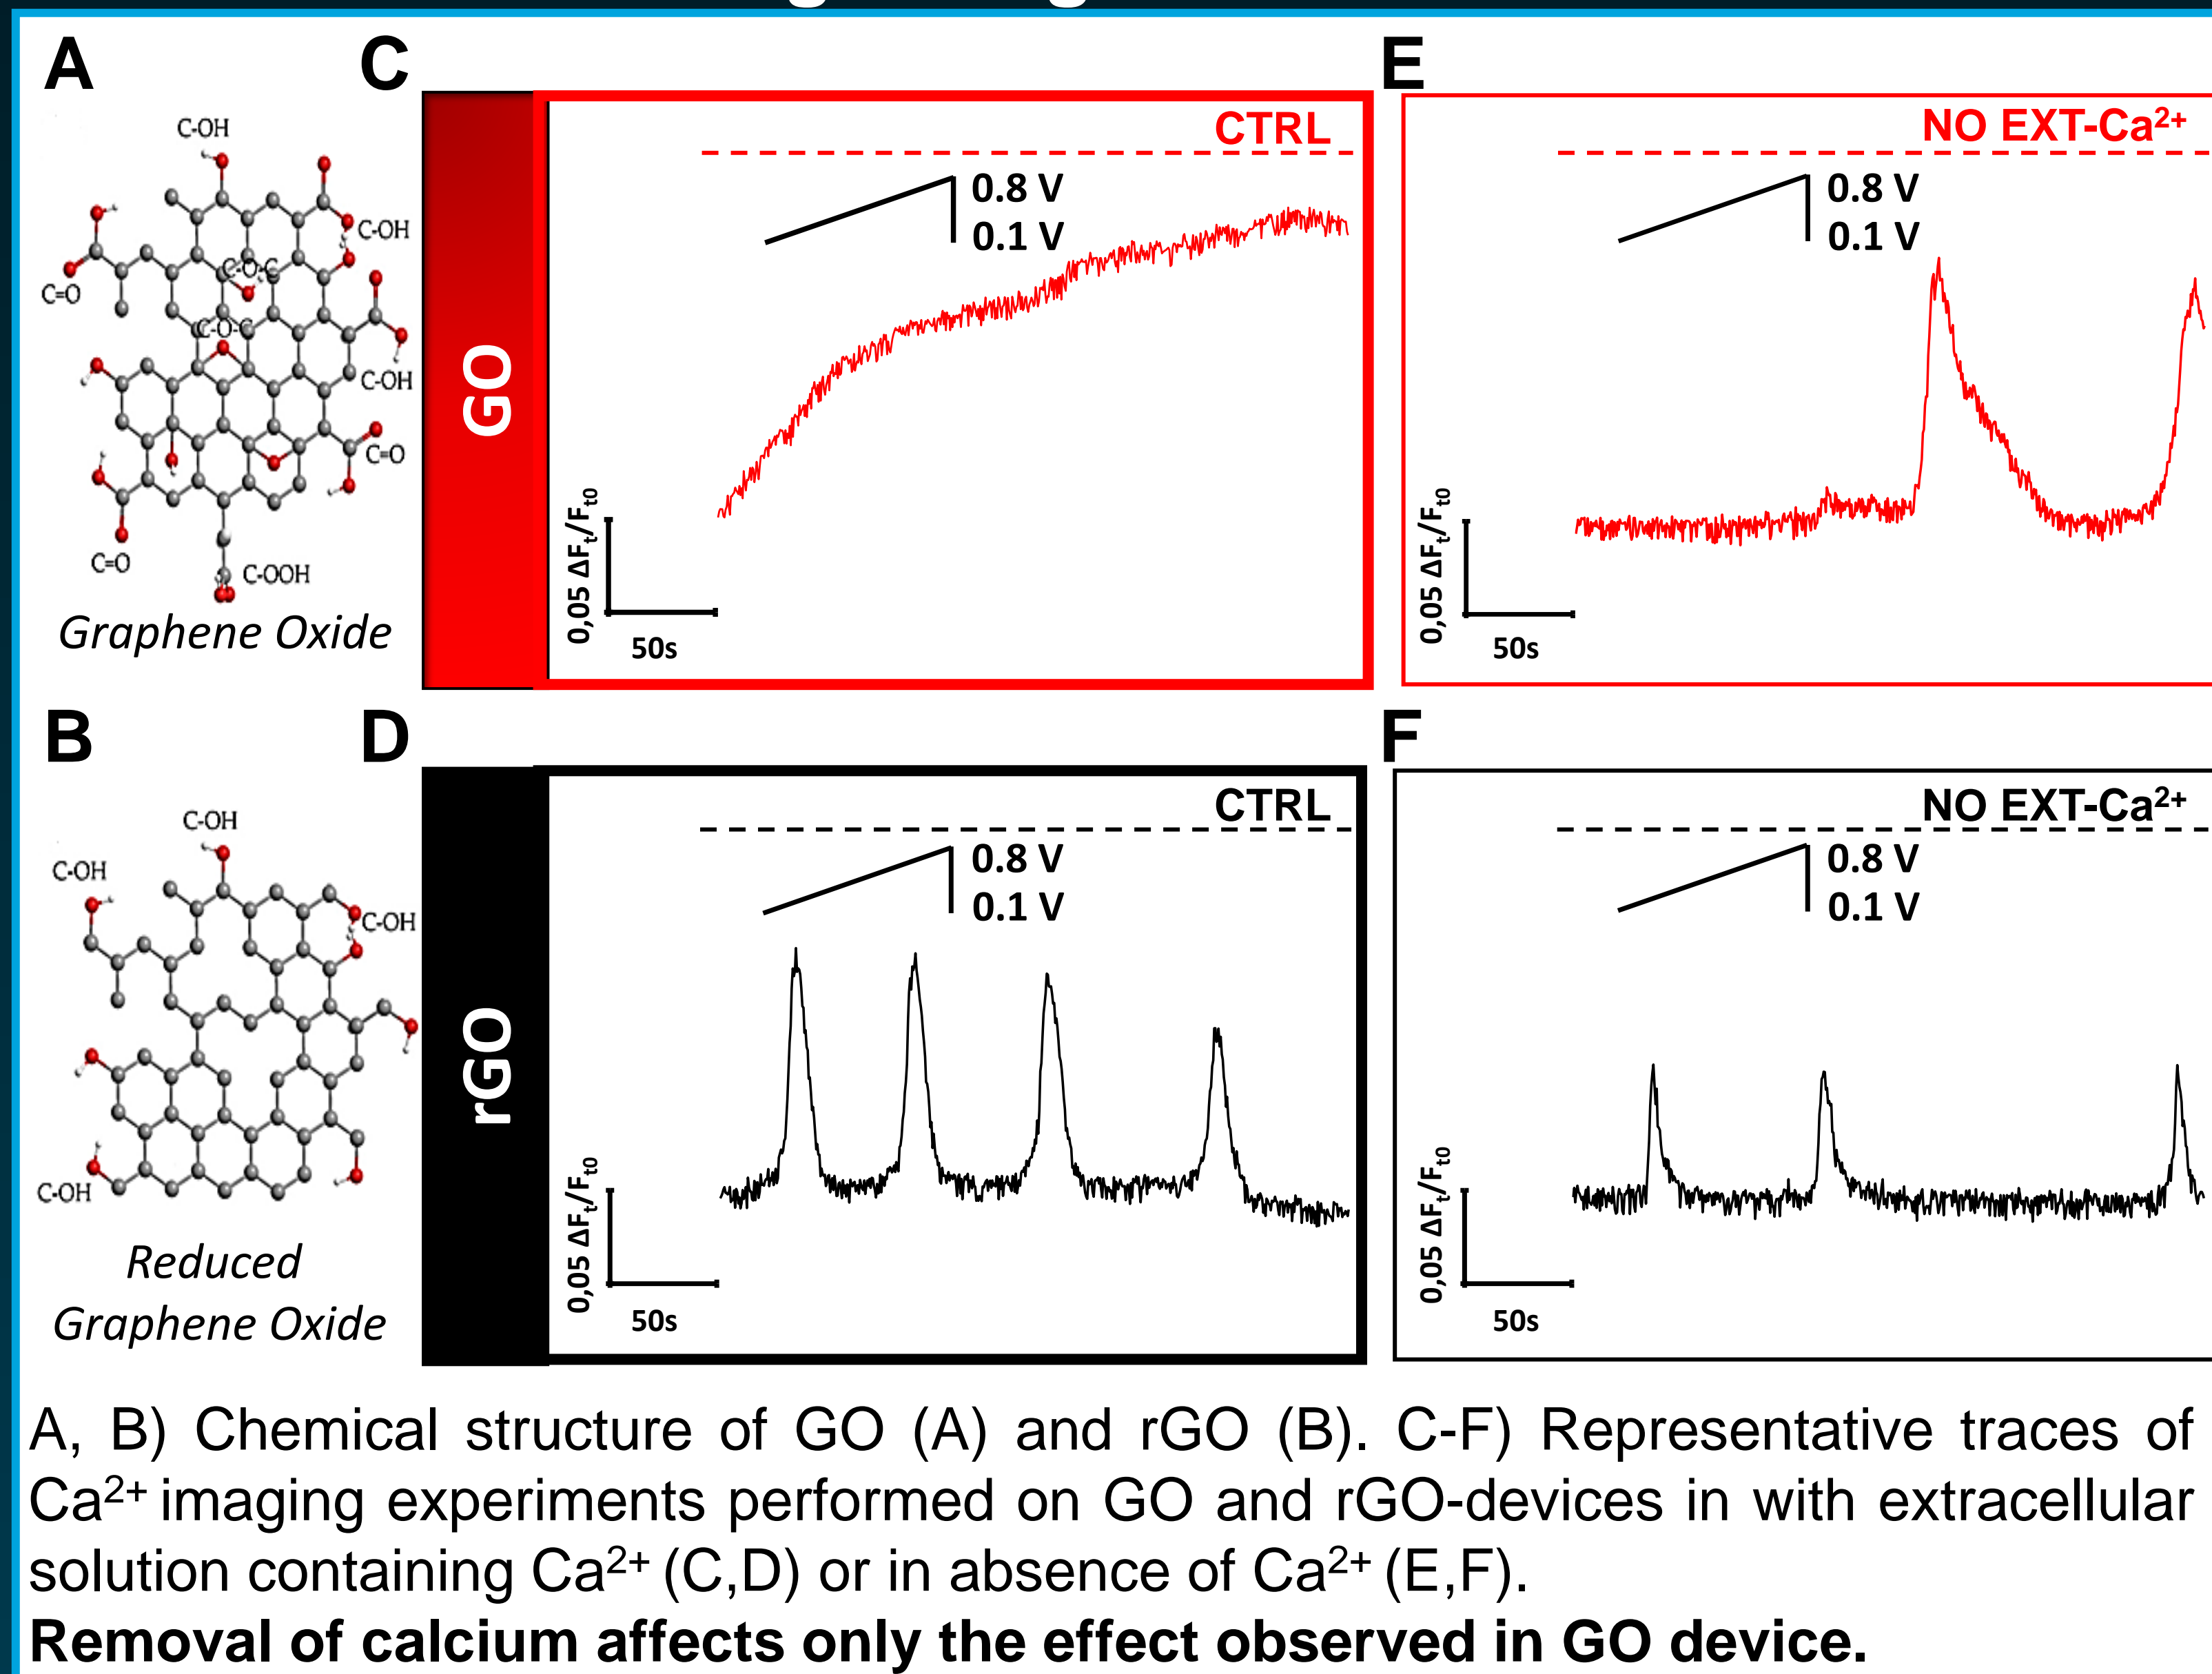 A
C-OH
C-OH
C=O
C-O-C
C-O-C
C-OH
C=O
C=O
C-OOH
Graphene Oxide
C
GO
CTRL
0.8 V
0.1 V
0,05 ΔFt/Ft0
50s
E
NO EXT-Ca²⁺
0.8 V
0.1 V
0,05 ΔFt/Ft0
50s
B
C-OH
C-OH
C-OH
C-OH
Reduced
Graphene Oxide
D
rGO
CTRL
0.8 V
0.1 V
0,05 ΔFt/Ft0
50s
F
NO EXT-Ca²⁺
0.8 V
0.1 V
0,05 ΔFt/Ft0
50s
A, B) Chemical structure of GO (A) and rGO (B). C-F) Representative traces of
Ca²⁺ imaging experiments performed on GO and rGO-devices in with extracellular
solution containing Ca²⁺ (C,D) or in absence of Ca²⁺ (E,F).
Removal of calcium affects only the effect observed in GO device.